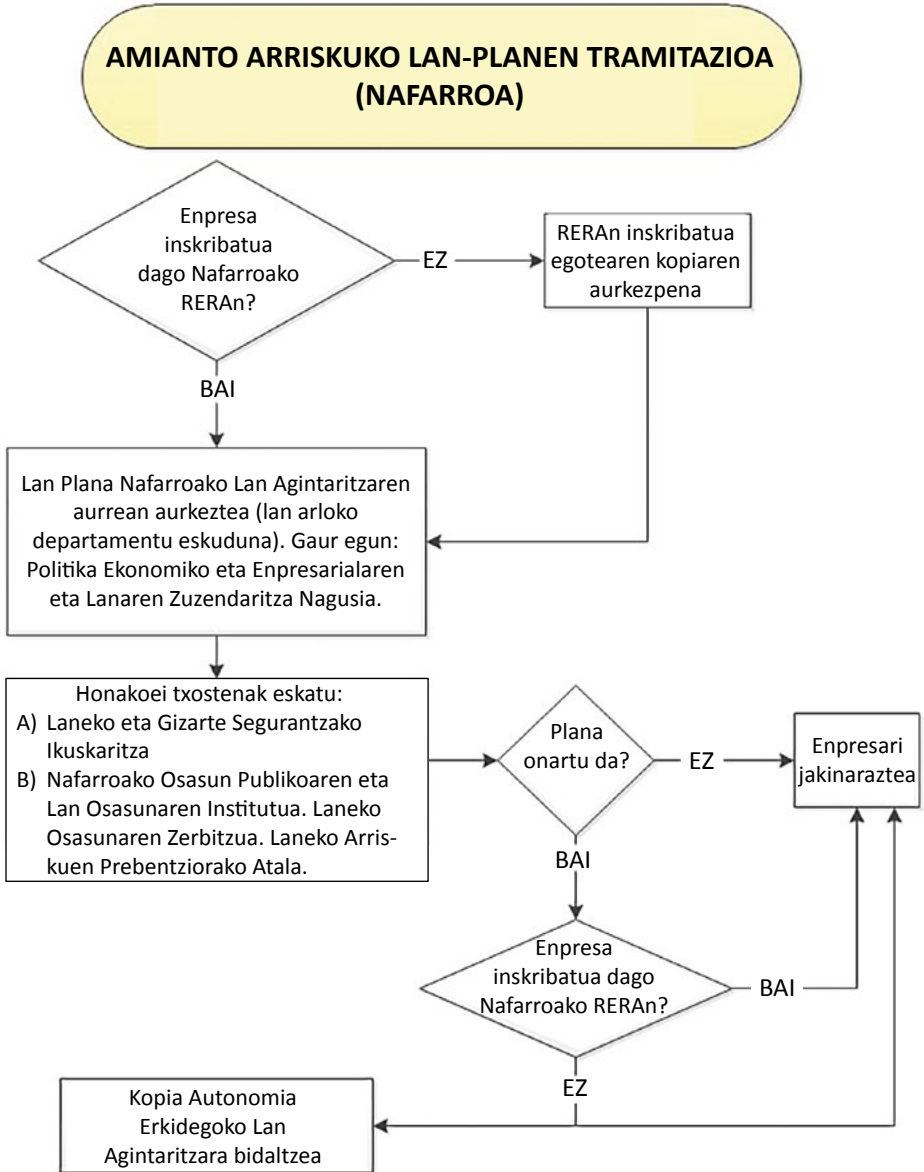 AMIANTO ARRISKUKO LAN-PLANEN TRAMITAZIOA
(NAFARROA)
Enpresa
inskribatua
dago Nafarroako
RERAn?
EZ
RERAn inskribatua
egotearen kopiaren
aurkezpena
BAI
Lan Plana Nafarroako Lan Agintaritzaren
aurrean aurkeztea (lan arloko
departamentu eskuduna). Gaur egun:
Politika Ekonomiko eta Enpresarialaren
eta Lanaren Zuzendaritza Nagusia.
Honakoei txostenak eskatu:
A) Laneko eta Gizarte Segurantzako
Ikuskaritza
B) Nafarroako Osasun Publikoaren eta
Lan Osasunaren Institutua. Laneko
Osasunaren Zerbitzua. Laneko Arris-
kuen Prebentziorako Atala.
Plana
onartu da?
EZ
Enpresari
jakinaraztea
BAI
Enpresa
inskribatua dago
Nafarroako RERAn?
BAI
EZ
Kopia Autonomia
Erkidegoko Lan
Agintaritzara bidaltzea